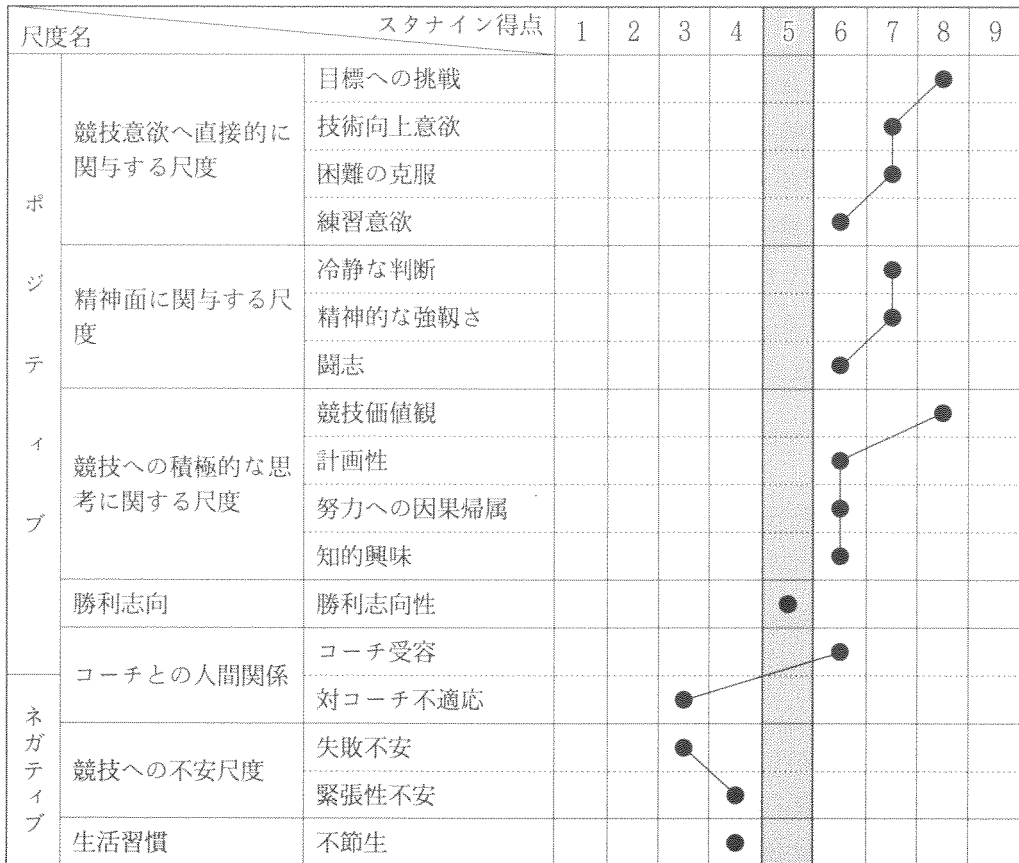 スタナイン得点 1 2 3 4 5 6 7 8 9
尺度名
ポジティブ
競技意欲へ直接的に
関与する尺度
目標への挑戦
技術向上意欲
困難の克服
練習意欲
精神面に関与する尺
度
冷静な判断
精神的な強靱さ
闘志
競技への積極的な思
考に関する尺度
競技価値観
計画性
努力への因果帰属
知的興味
勝利志向
勝利志向性
コーチとの人間関係
コーチ受容
対コーチ不適応
ネガティブ
競技への不安尺度
失敗不安
緊張性不安
生活習慣
不節生